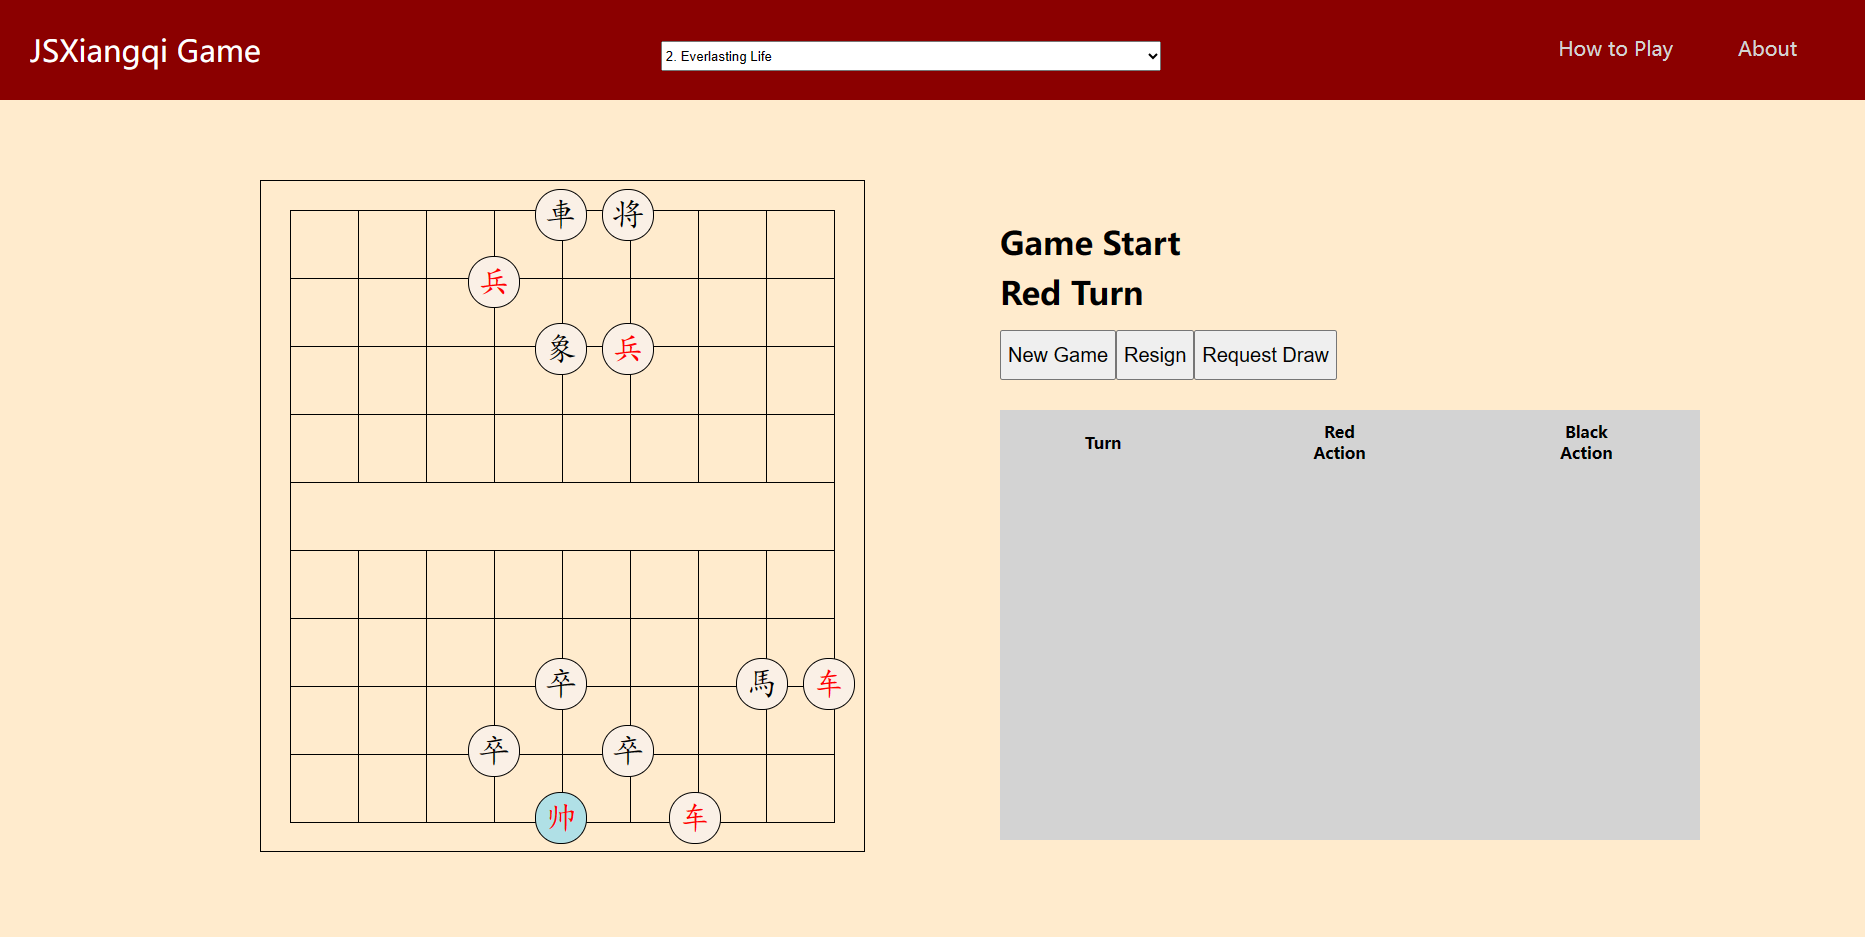 JSXiangqi Game
2. Everlasting Life
How to Play
About
車 将
兵
象 兵
卒 馬 车
卒 卒
帅 车
Game Start
Red Turn
New Game
Resign
Request Draw
Turn
Red
Action
Black
Action